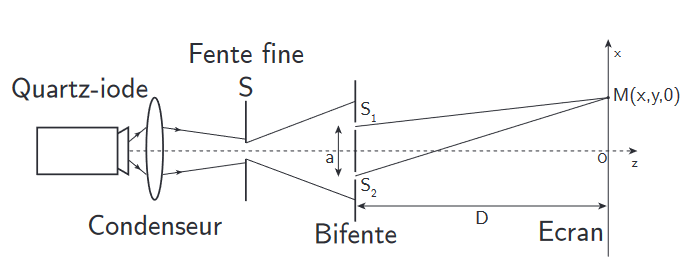 Fente fine
S
Quartz-iode
Condenseur
S1
a
S2
Bifente
D
Ecran
x
M(x,y,0)
O
z